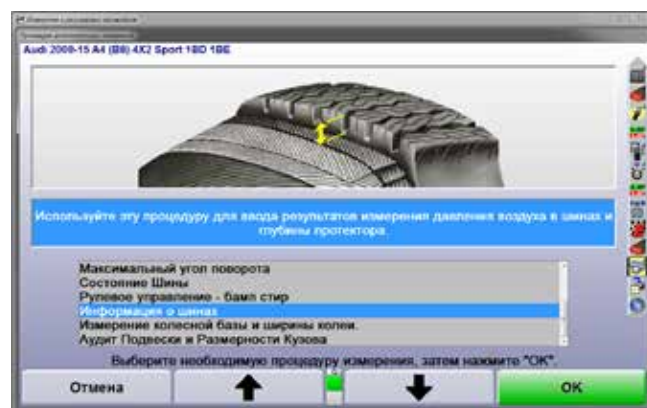 Audi 2008-15 A4 (B8) 4X2 Sport 1BD 1BE
Используйте эту процедуру для ввода результатов измерения давления воздуха в шинах и
глубины протектора.
Максимальный угол поворота
Состояние Шины
Рулевое управление - бамп стир
Информация о шинах
Измерение колесной базы и ширины колеи.
Аудит Подвески и Размерности Кузова
Выберите необходимую процедуру измерения, затем нажмите "OK".
Отмена
OK